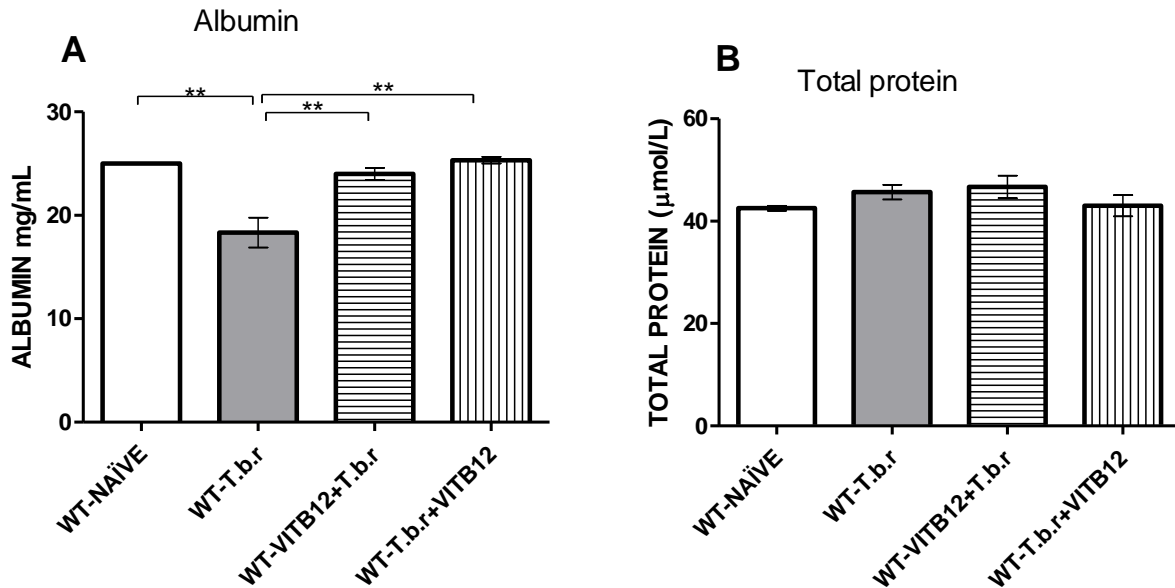 A
Albumin
**
**
**
ALBUMIN mg/mL
30
20
10
0
WT-NAÏVE
WT-T.b.r
WT-VITB12+T.b.r
WT-T.b.r+VITB12
B
Total protein
TOTAL PROTEIN (µmol/L)
60
40
20
0
WT-NAÏVE
WT-T.b.r
WT-VITB12+T.b.r
WT-T.b.r+VITB12